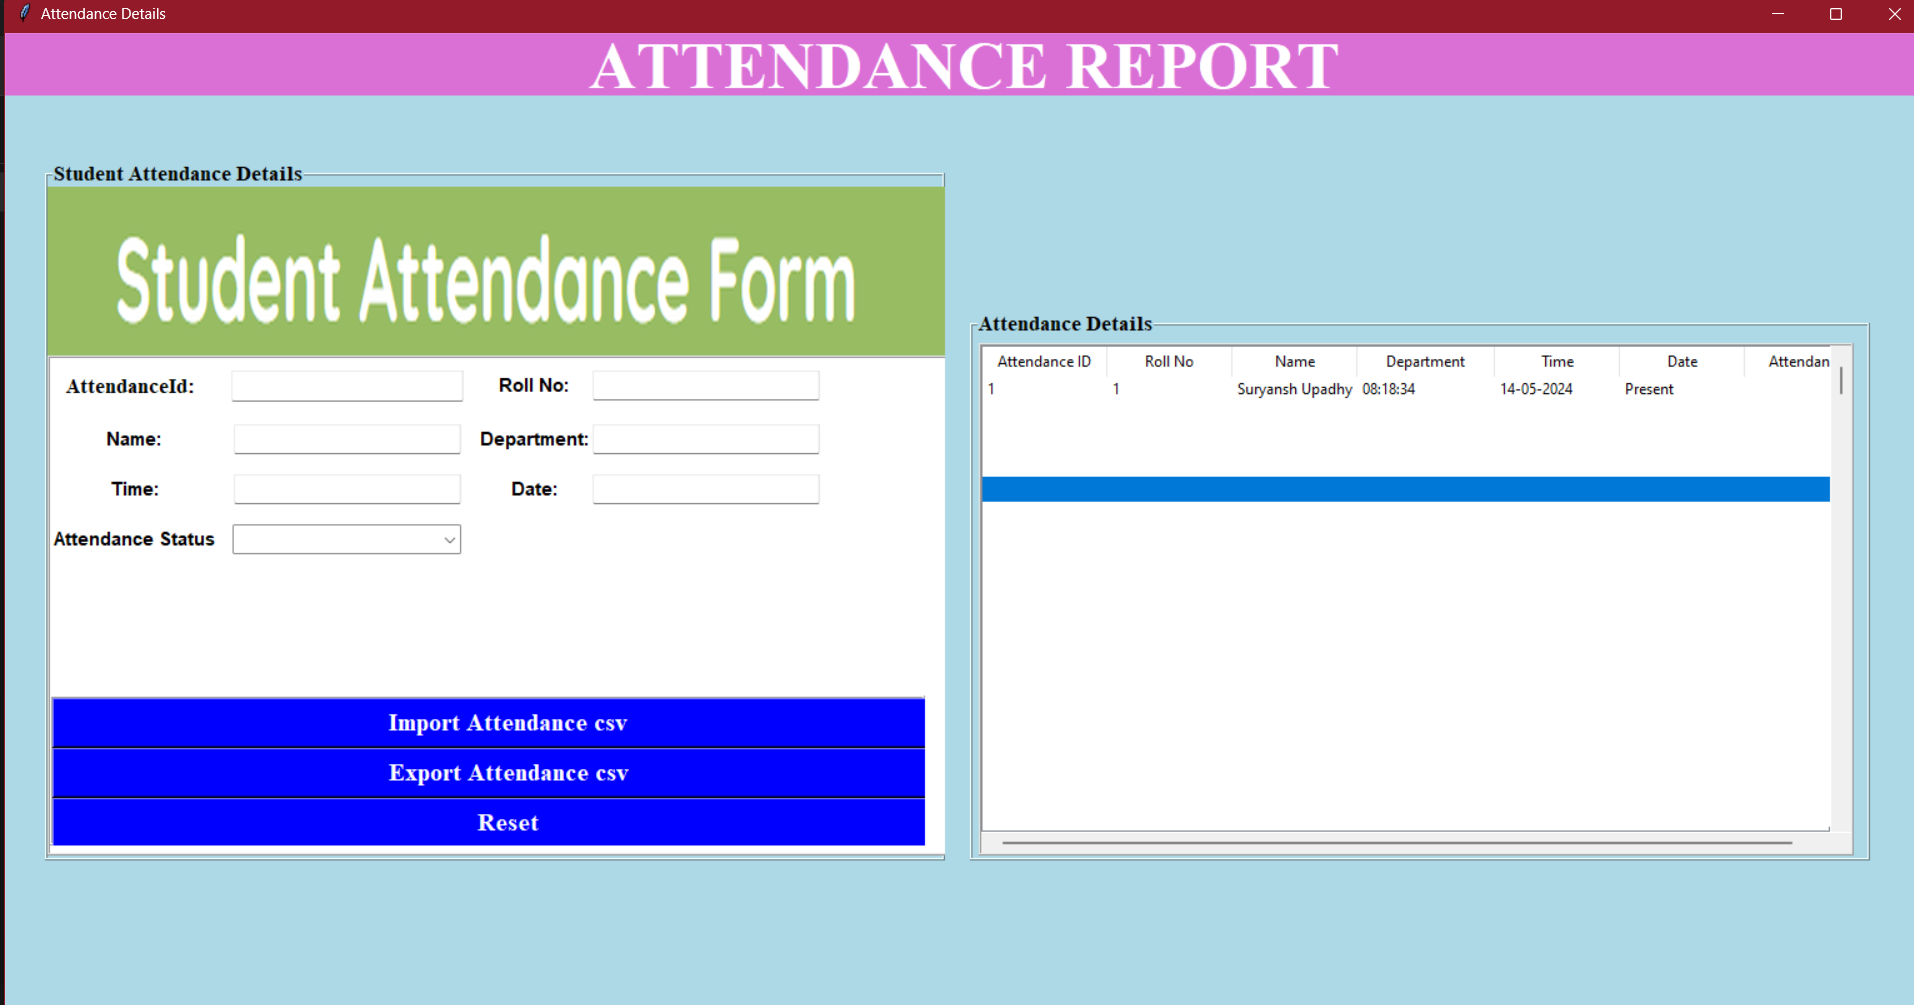 Attendance Details
ATTENDANCE REPORT
Student Attendance Details
Student Attendance Form
AttendanceId:
Roll No:
Name:
Department:
Time:
Date:
Attendance Status
Import Attendance csv
Export Attendance csv
Reset
Attendance Details
Attendance ID Roll No Name Department Time Date Attendan
1 1 Suryansh Upadhy 08:18:34 14-05-2024 Present